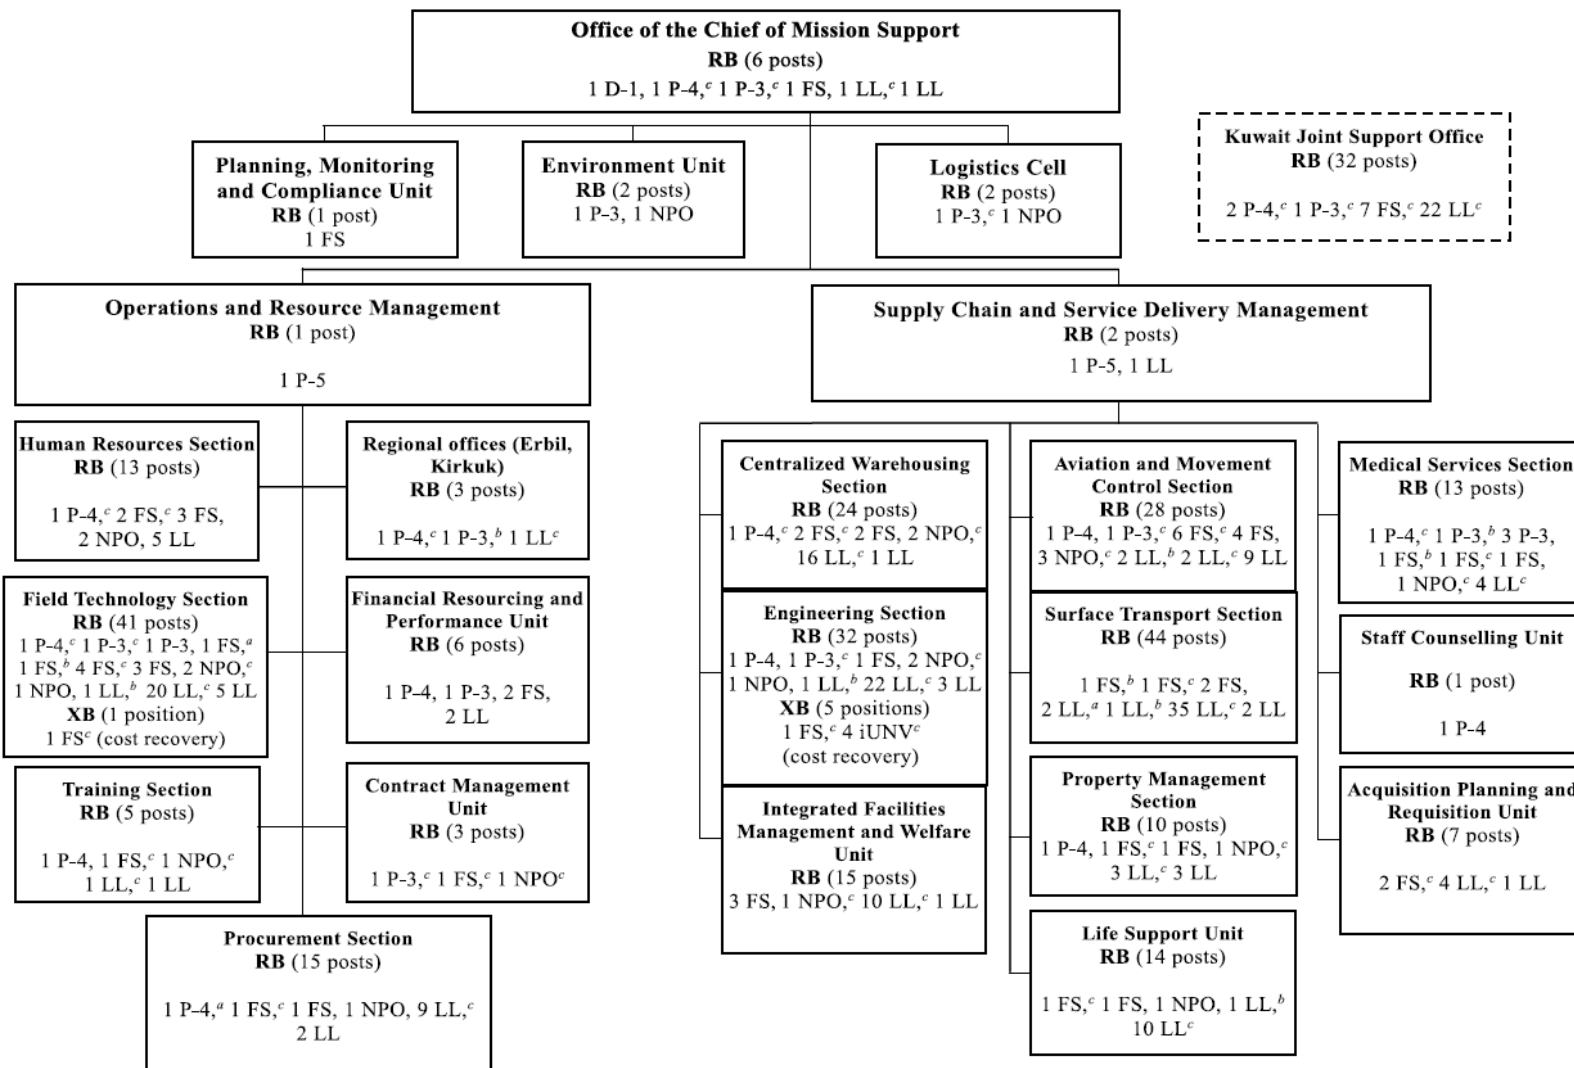 Office of the Chief of Mission Support
RB (6 posts)
1 D-1, 1 P-4,ᶜ 1 P-3,ᶜ 1 FS, 1 LL,ᶜ 1 LL
Kuwait Joint Support Office
RB (32 posts)
2 P-4,ᶜ 1 P-3,ᶜ 7 FS,ᶜ 22 LLᶜ
Planning, Monitoring
and Compliance Unit
RB (1 post)
1 FS
Environment Unit
RB (2 posts)
1 P-3, 1 NPO
Logistics Cell
RB (2 posts)
1 P-3,ᶜ 1 NPO
Operations and Resource Management
RB (1 post)
1 P-5
Supply Chain and Service Delivery Management
RB (2 posts)
1 P-5, 1 LL
Human Resources Section
RB (13 posts)
1 P-4,ᶜ 2 FS,ᶜ 3 FS,
2 NPO, 5 LL
Regional offices (Erbil,
Kirkuk)
RB (3 posts)
1 P-4,ᶜ 1 P-3,ᵇ 1 LLᶜ
Field Technology Section
RB (41 posts)
1 P-4,ᶜ 1 P-3,ᶜ 1 P-3, 1 FS,ᵃ
1 FS,ᵇ 4 FS,ᶜ 3 FS, 2 NPO,ᶜ
1 NPO, 1 LL,ᵇ 20 LL,ᶜ 5 LL
XB (1 position)
1 FSᶜ (cost recovery)
Financial Resourcing and
Performance Unit
RB (6 posts)
1 P-4, 1 P-3, 2 FS,
2 LL
Training Section
RB (5 posts)
1 P-4, 1 FS,ᶜ 1 NPO,ᶜ
1 LL,ᶜ 1 LL
Contract Management
Unit
RB (3 posts)
1 P-3,ᶜ 1 FS,ᶜ 1 NPOᶜ
Procurement Section
RB (15 posts)
1 P-4,ᵃ 1 FS,ᶜ 1 FS, 1 NPO, 9 LL,ᶜ
2 LL
Centralized Warehousing
Section
RB (24 posts)
1 P-4,ᶜ 2 FS,ᶜ 2 FS, 2 NPO,ᶜ
16 LL,ᶜ 1 LL
Engineering Section
RB (32 posts)
1 P-4, 1 P-3,ᶜ 1 FS, 2 NPO,ᶜ
1 NPO, 1 LL,ᵇ 22 LL,ᶜ 3 LL
XB (5 positions)
1 FS,ᶜ 4 iUNVᶜ
(cost recovery)
Integrated Facilities
Management and Welfare
Unit
RB (15 posts)
3 FS, 1 NPO,ᶜ 10 LL,ᶜ 1 LL
Aviation and Movement
Control Section
RB (28 posts)
1 P-4, 1 P-3,ᶜ 6 FS,ᶜ 4 FS,
3 NPO,ᶜ 2 LL,ᵇ 2 LL,ᶜ 9 LL
Surface Transport Section
RB (44 posts)
1 FS,ᵇ 1 FS,ᶜ 2 FS,
2 LL,ᵃ 1 LL,ᵇ 35 LL,ᶜ 2 LL
Property Management
Section
RB (10 posts)
1 P-4, 1 FS,ᶜ 1 FS, 1 NPO,ᶜ
3 LL,ᶜ 3 LL
Life Support Unit
RB (14 posts)
1 FS,ᶜ 1 FS, 1 NPO, 1 LL,ᵇ
10 LLᶜ
Medical Services Section
RB (13 posts)
1 P-4,ᶜ 1 P-3,ᵇ 3 P-3,
1 FS,ᵇ 1 FS,ᶜ 1 FS,
1 NPO,ᶜ 4 LLᶜ
Staff Counselling Unit
RB (1 post)
1 P-4
Acquisition Planning and
Requisition Unit
RB (7 posts)
2 FS,ᶜ 4 LL,ᶜ 1 LL